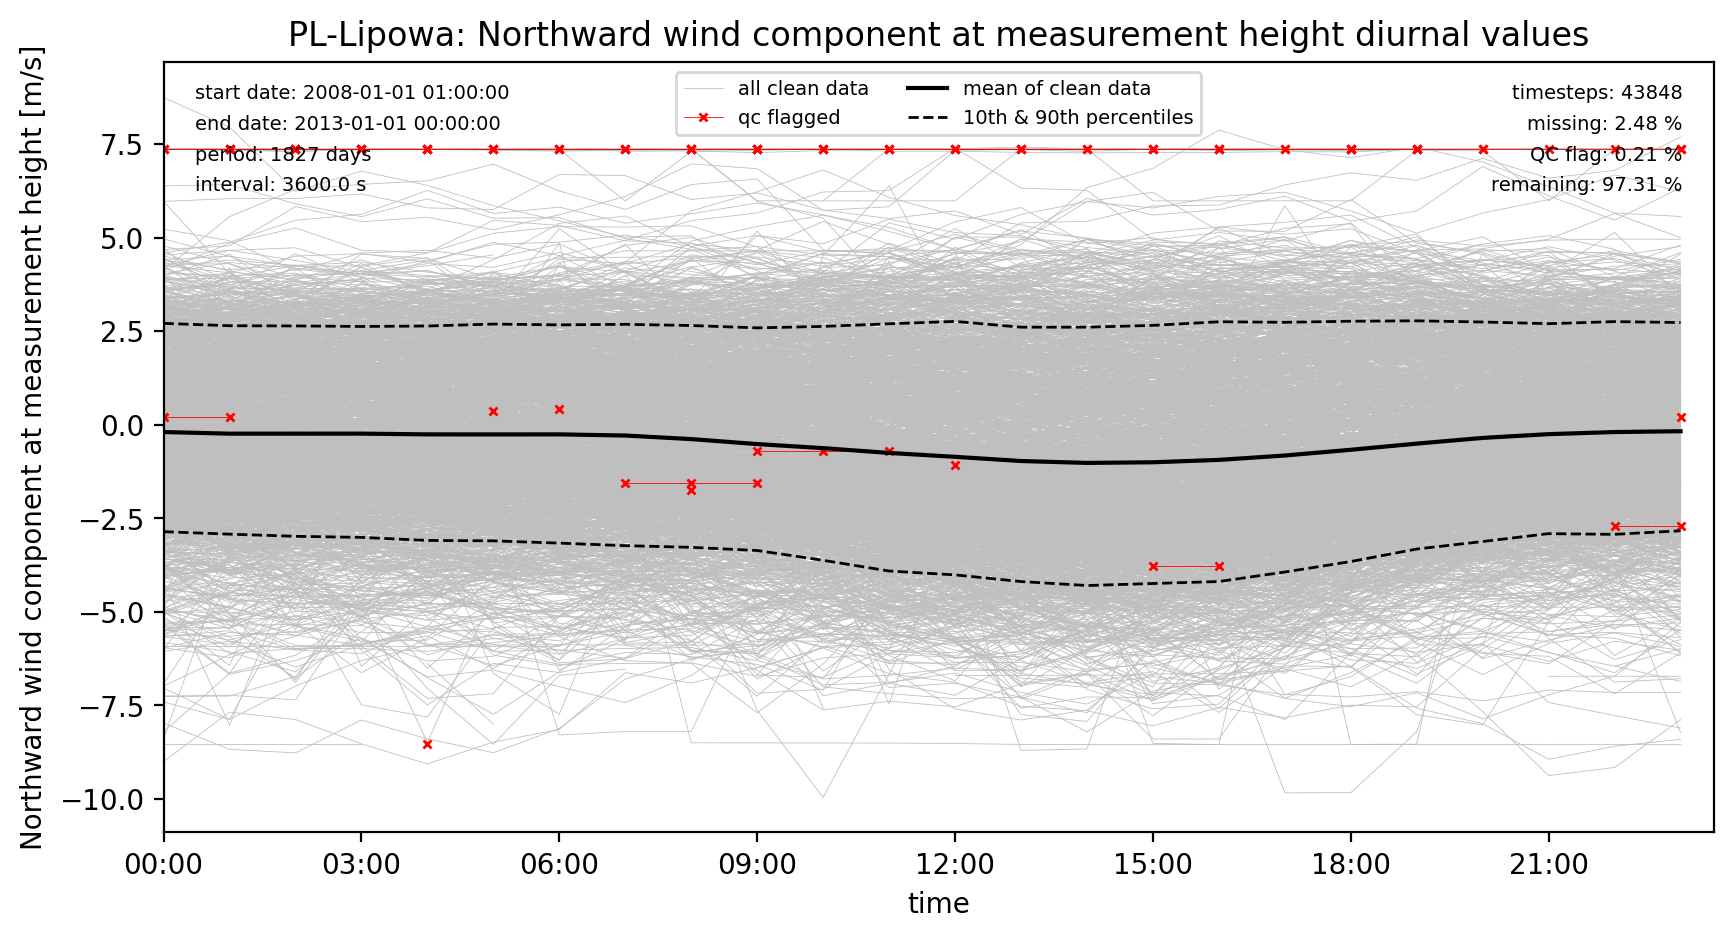 PL-Lipowa: Northward wind component at measurement height diurnal values
start date: 2008-01-01 01:00:00
end date: 2013-01-01 00:00:00
period: 1827 days
interval: 3600.0 s
all clean data
qc flagged
mean of clean data
10th & 90th percentiles
timesteps: 43848
missing: 2.48 %
QC flag: 0.21 %
remaining: 97.31 %
Northward wind component at measurement height [m/s]
7.5
5.0
2.5
0.0
−2.5
−5.0
−7.5
−10.0
00:00 03:00 06:00 09:00 12:00 15:00 18:00 21:00
time